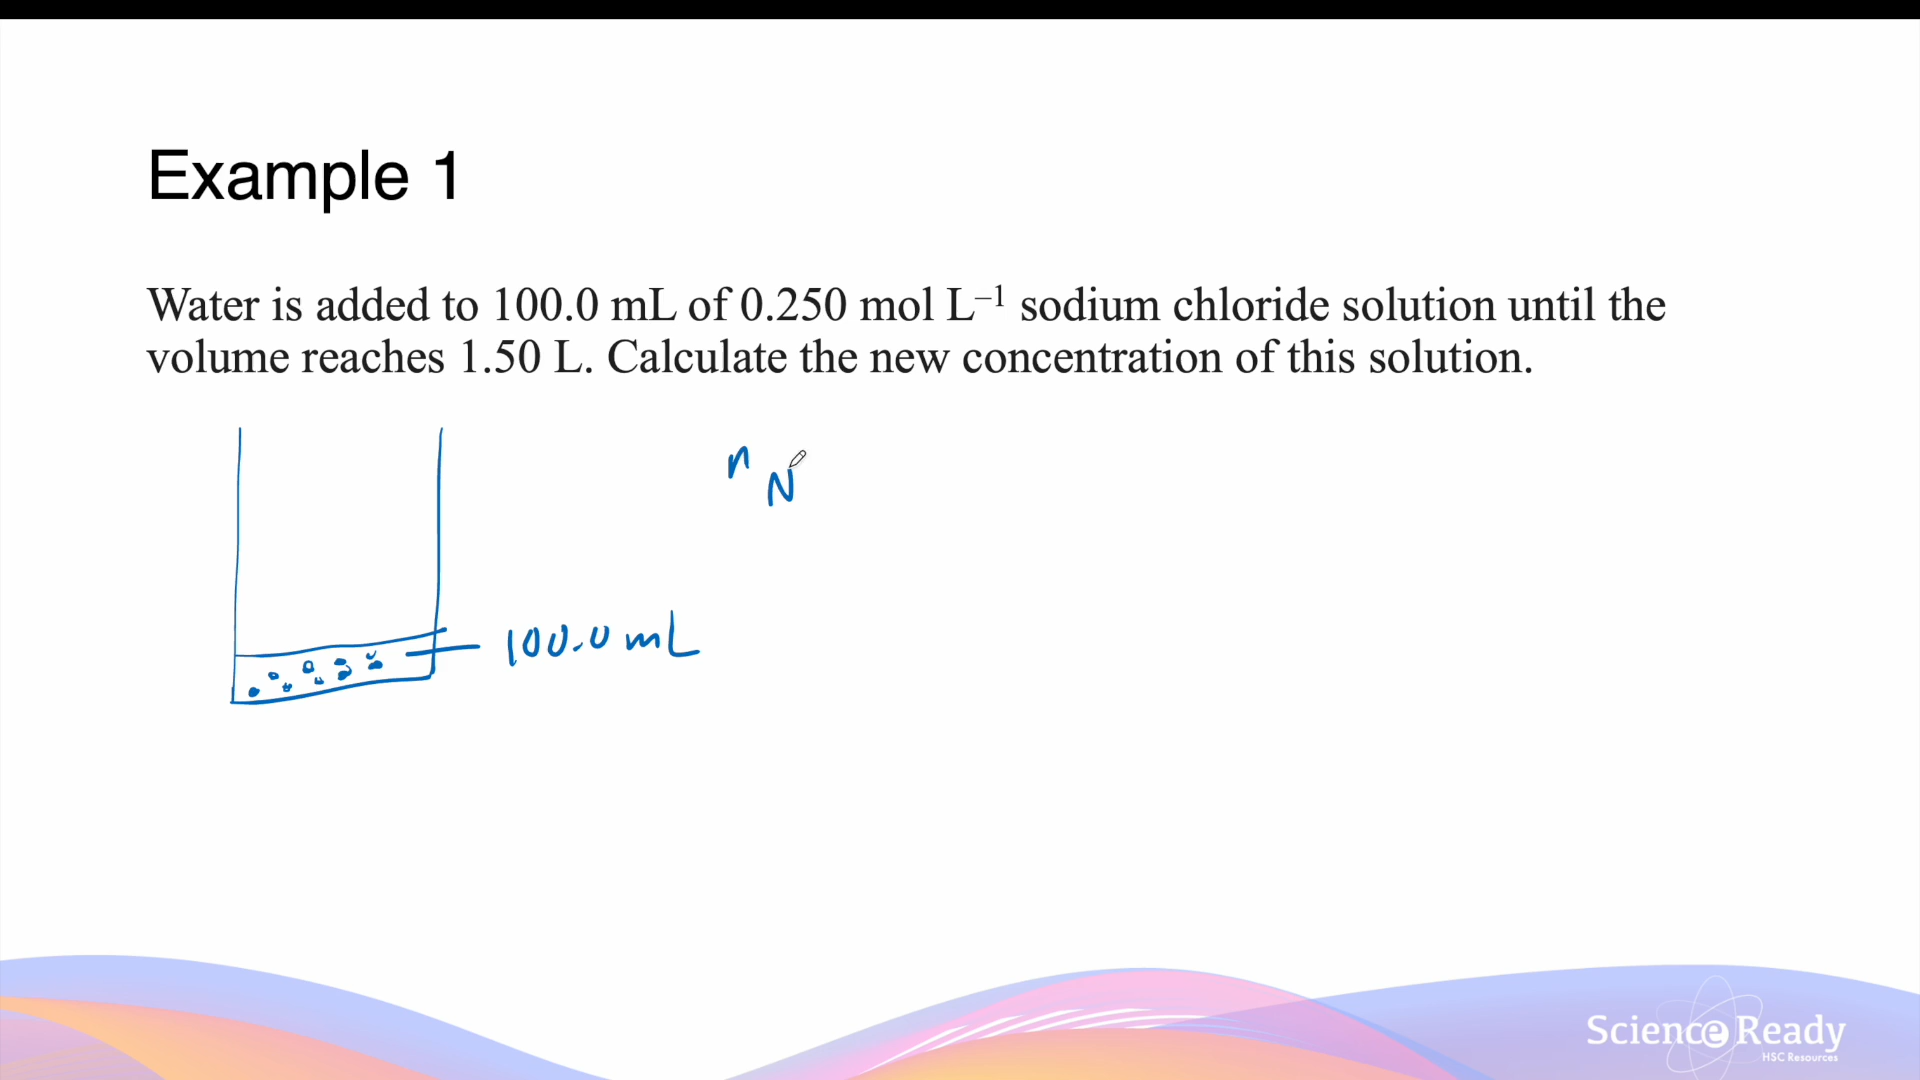 Example 1
Water is added to 100.0 mL of 0.250 mol L⁻¹ sodium chloride solution until the
volume reaches 1.50 L. Calculate the new concentration of this solution.
n N
100.0 mL
Science Ready
HSC Resources